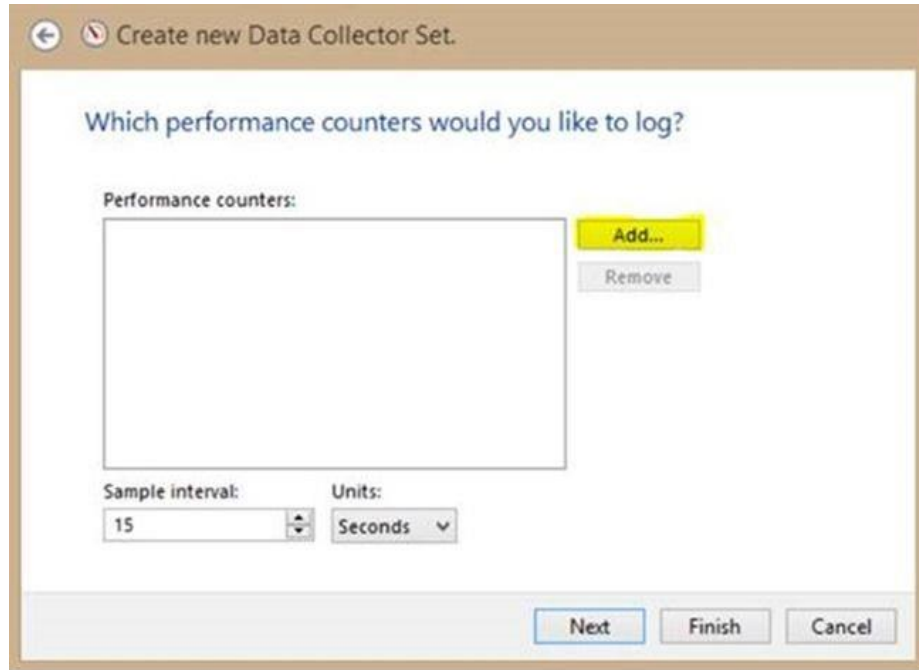 Create new Data Collector Set.
Which performance counters would you like to log?
Performance counters:
Add...
Remove
Sample interval:
Units:
15
Seconds
Next
Finish
Cancel